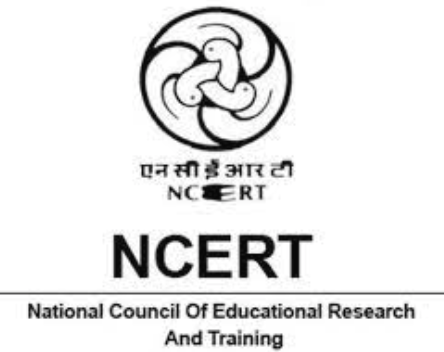 एन सी ई आर टी
NCERT
NCERT
National Council Of Educational Research
And Training